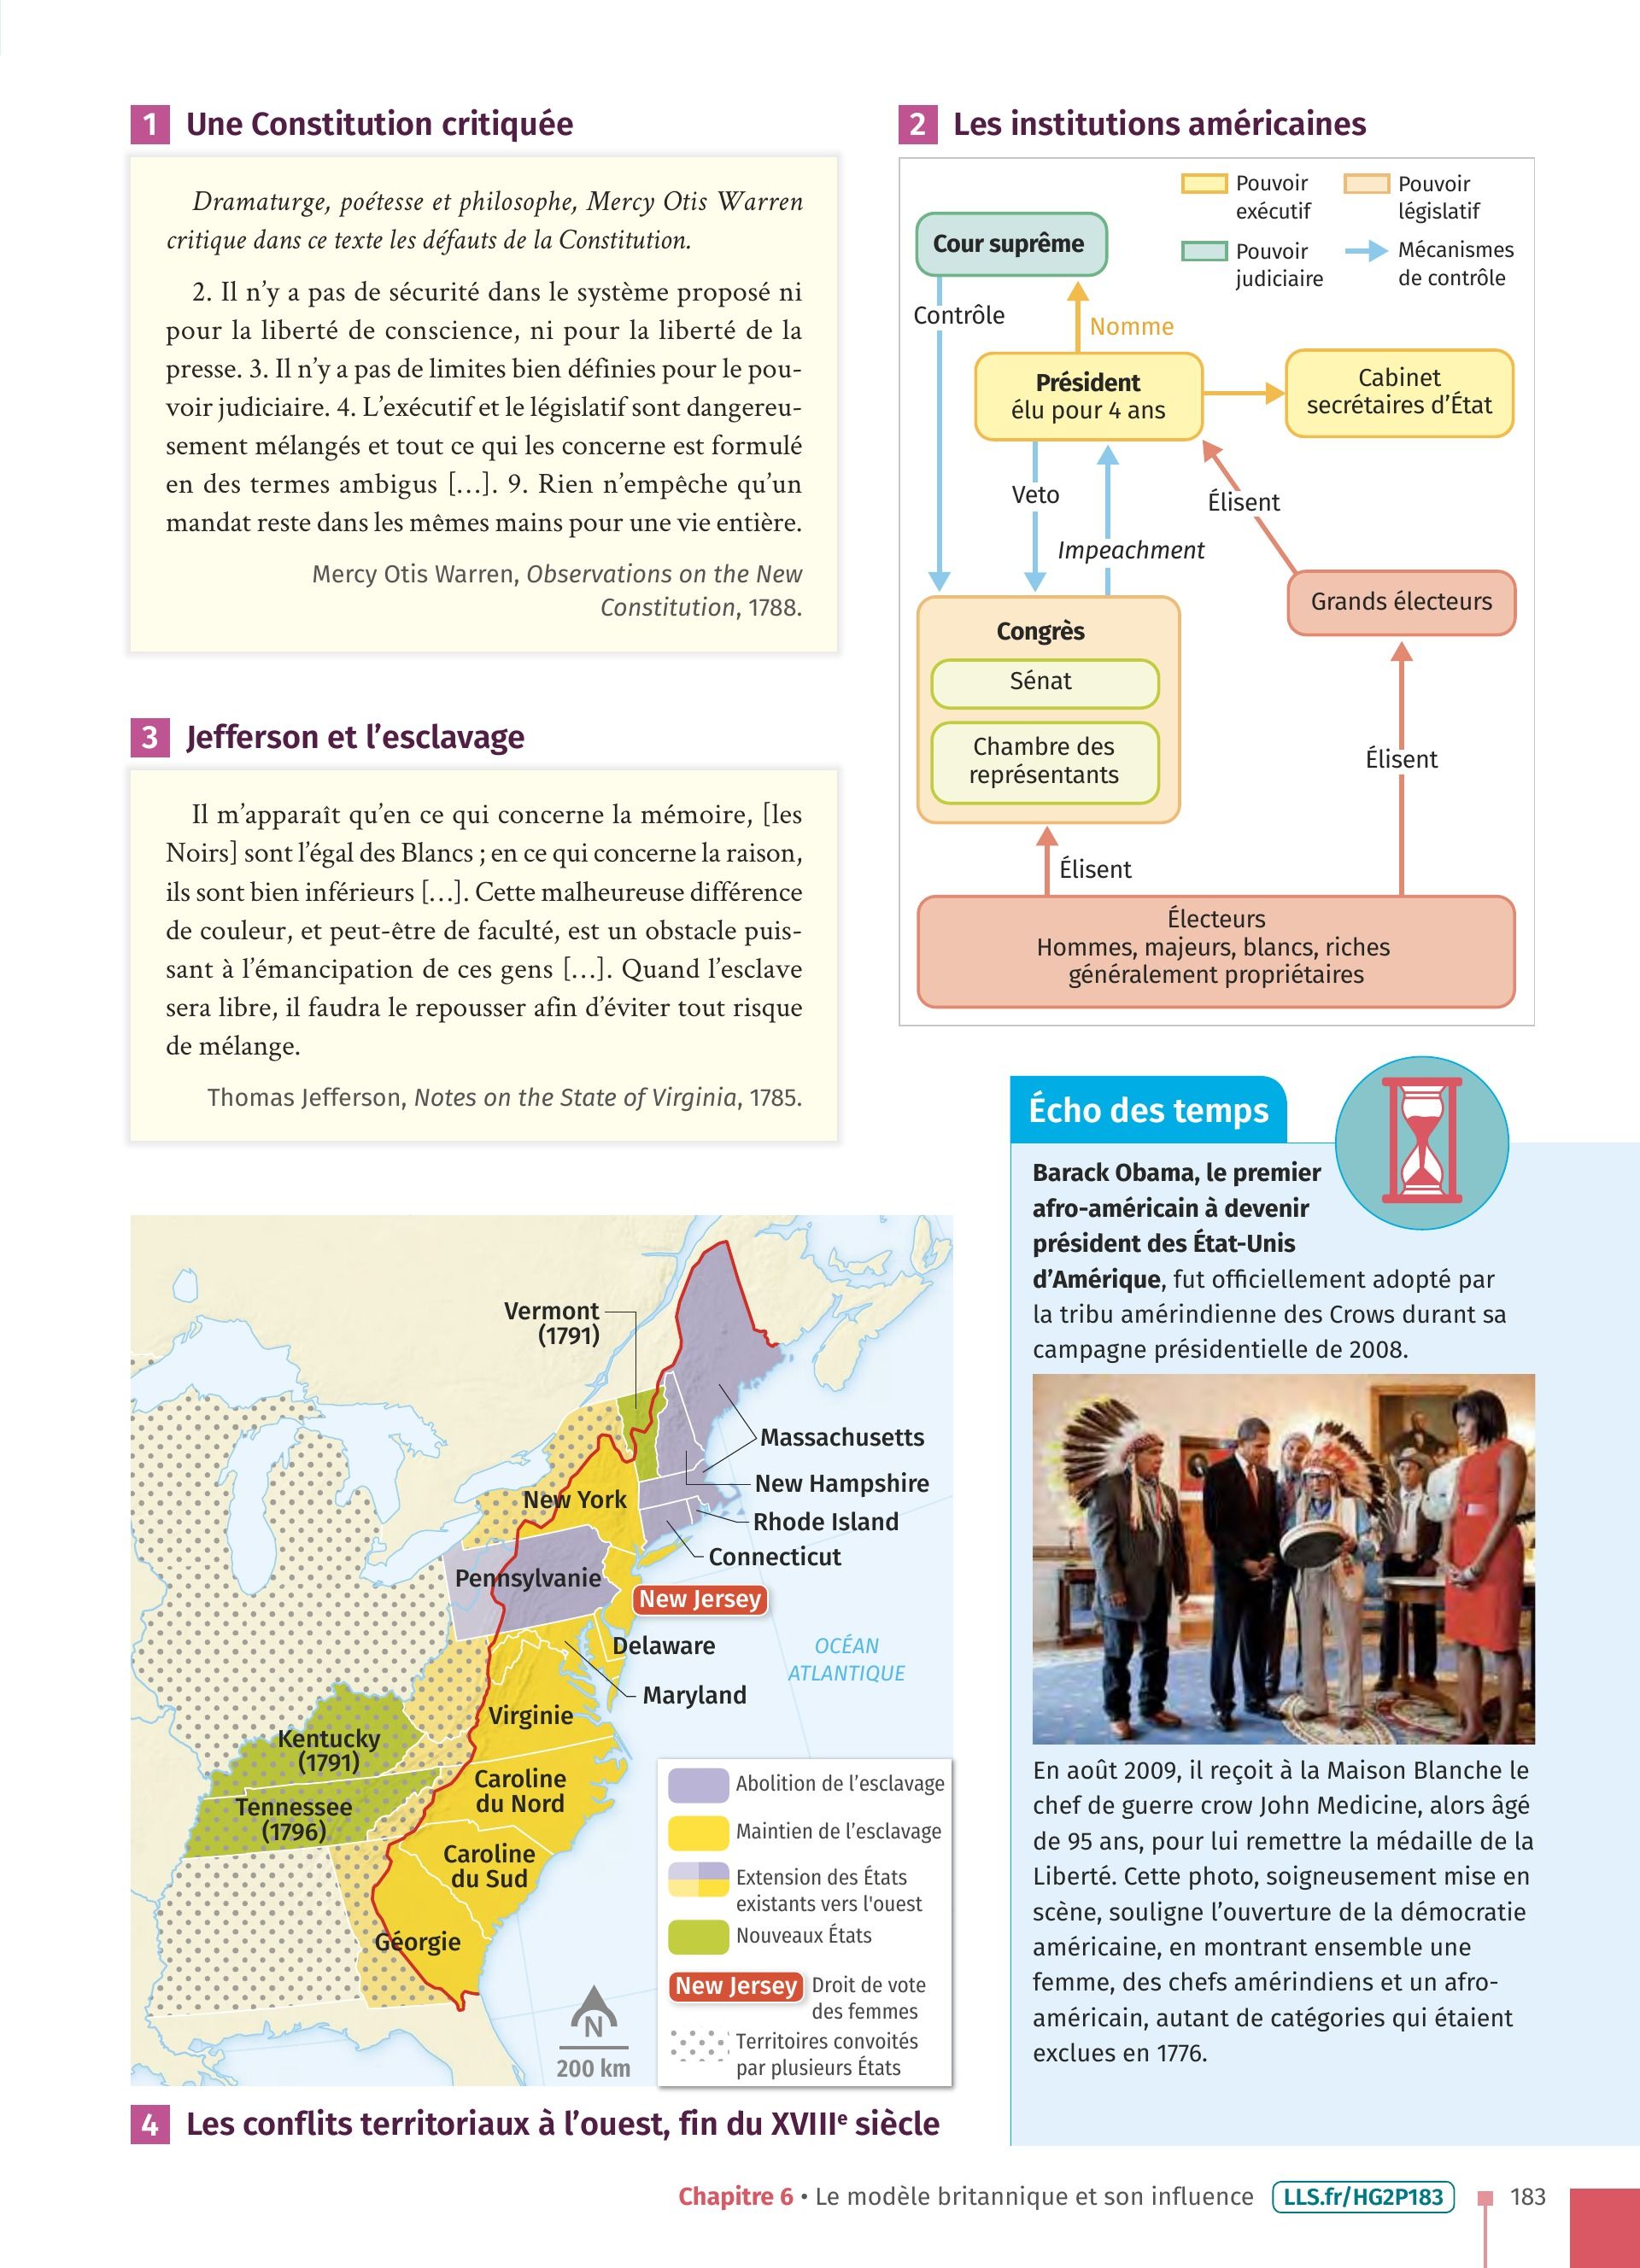 1 Une Constitution critiquée
Dramaturge, poétesse et philosophe, Mercy Otis Warren
critique dans ce texte les défauts de la Constitution.
2. Il n’y a pas de sécurité dans le système proposé ni
pour la liberté de conscience, ni pour la liberté de la
presse. 3. Il n’y a pas de limites bien définies pour le pou-
voir judiciaire. 4. L’exécutif et le législatif sont dangereu-
sement mélangés et tout ce qui les concerne est formulé
en des termes ambigus […]. 9. Rien n’empêche qu’un
mandat reste dans les mêmes mains pour une vie entière.
Mercy Otis Warren, Observations on the New
Constitution, 1788.
2 Les institutions américaines
Pouvoir
exécutif
Pouvoir
législatif
Pouvoir
judiciaire
Mécanismes
de contrôle
Cour suprême
Contrôle
Nomme
Président
élu pour 4 ans
Cabinet
secrétaires d’État
Veto
Impeachment
Élisent
Grands électeurs
Congrès
Sénat
Chambre des
représentants
Élisent
Élisent
Électeurs
Hommes, majeurs, blancs, riches
généralement propriétaires
3 Jefferson et l’esclavage
Il m’apparaît qu’en ce qui concerne la mémoire, [les
Noirs] sont l’égal des Blancs ; en ce qui concerne la raison,
ils sont bien inférieurs […]. Cette malheureuse différence
de couleur, et peut-être de faculté, est un obstacle puis-
sant à l’émancipation de ces gens […]. Quand l’esclave
sera libre, il faudra le repousser afin d’éviter tout risque
de mélange.
Thomas Jefferson, Notes on the State of Virginia, 1785.
Vermont
(1791)
Massachusetts
New Hampshire
Rhode Island
Connecticut
New York
Pennsylvanie
New Jersey
Delaware
Maryland
OCÉAN
ATLANTIQUE
Virginie
Kentucky
(1791)
Tennessee
(1796)
Caroline
du Nord
Caroline
du Sud
Géorgie
N
200 km
Abolition de l’esclavage
Maintien de l’esclavage
Extension des États
existants vers l'ouest
Nouveaux États
New Jersey Droit de vote
des femmes
Territoires convoités
par plusieurs États
4 Les conflits territoriaux à l’ouest, fin du XVIIIe siècle
Écho des temps
Barack Obama, le premier
afro-américain à devenir
président des État-Unis
d’Amérique, fut officiellement adopté par
la tribu amérindienne des Crows durant sa
campagne présidentielle de 2008.
En août 2009, il reçoit à la Maison Blanche le
chef de guerre crow John Medicine, alors âgé
de 95 ans, pour lui remettre la médaille de la
Liberté. Cette photo, soigneusement mise en
scène, souligne l’ouverture de la démocratie
américaine, en montrant ensemble une
femme, des chefs amérindiens et un afro-
américain, autant de catégories qui étaient
exclues en 1776.
Chapitre 6 • Le modèle britannique et son influence LLS.fr/HG2P183 183